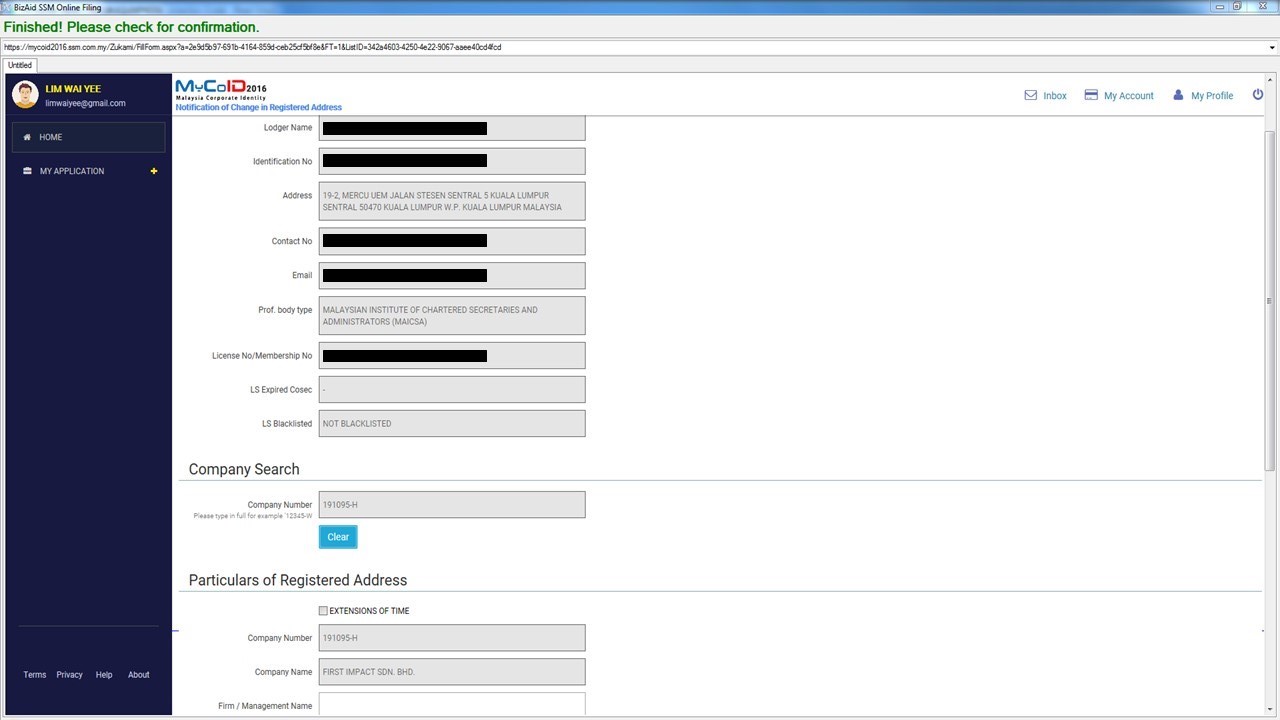 BizAid SSM Online Filing
Finished! Please check for confirmation.
https://mycoid2016.ssm.com.my/Zukami/FillForm.aspx?a=2e9d5b97-691b-4164-859d-ceb25cf5bf8e&FT=1&ListID=342a4603-4250-4e22-9067-aaee40cd4fcd
Untitled
LIM WAI YEE
limwaiyee@gmail.com
HOME
MY APPLICATION
Terms Privacy Help About
MyCoID 2016
Malaysia Corporate Identity
Notification of Change in Registered Address
Inbox My Account My Profile
Lodger Name
Identification No
Address 19-2, MERCU UEM JALAN STESEN SENTRAL 5 KUALA LUMPUR
SENTRAL 50470 KUALA LUMPUR W.P. KUALA LUMPUR MALAYSIA
Contact No
Email
Prof. body type MALAYSIAN INSTITUTE OF CHARTERED SECRETARIES AND
ADMINISTRATORS (MAICSA)
License No/Membership No
LS Expired Cosec -
LS Blacklisted NOT BLACKLISTED
Company Search
Company Number 191095-H
Please type in full for example '12345-W
Clear
Particulars of Registered Address
EXTENSIONS OF TIME
Company Number 191095-H
Company Name FIRST IMPACT SDN. BHD.
Firm / Management Name